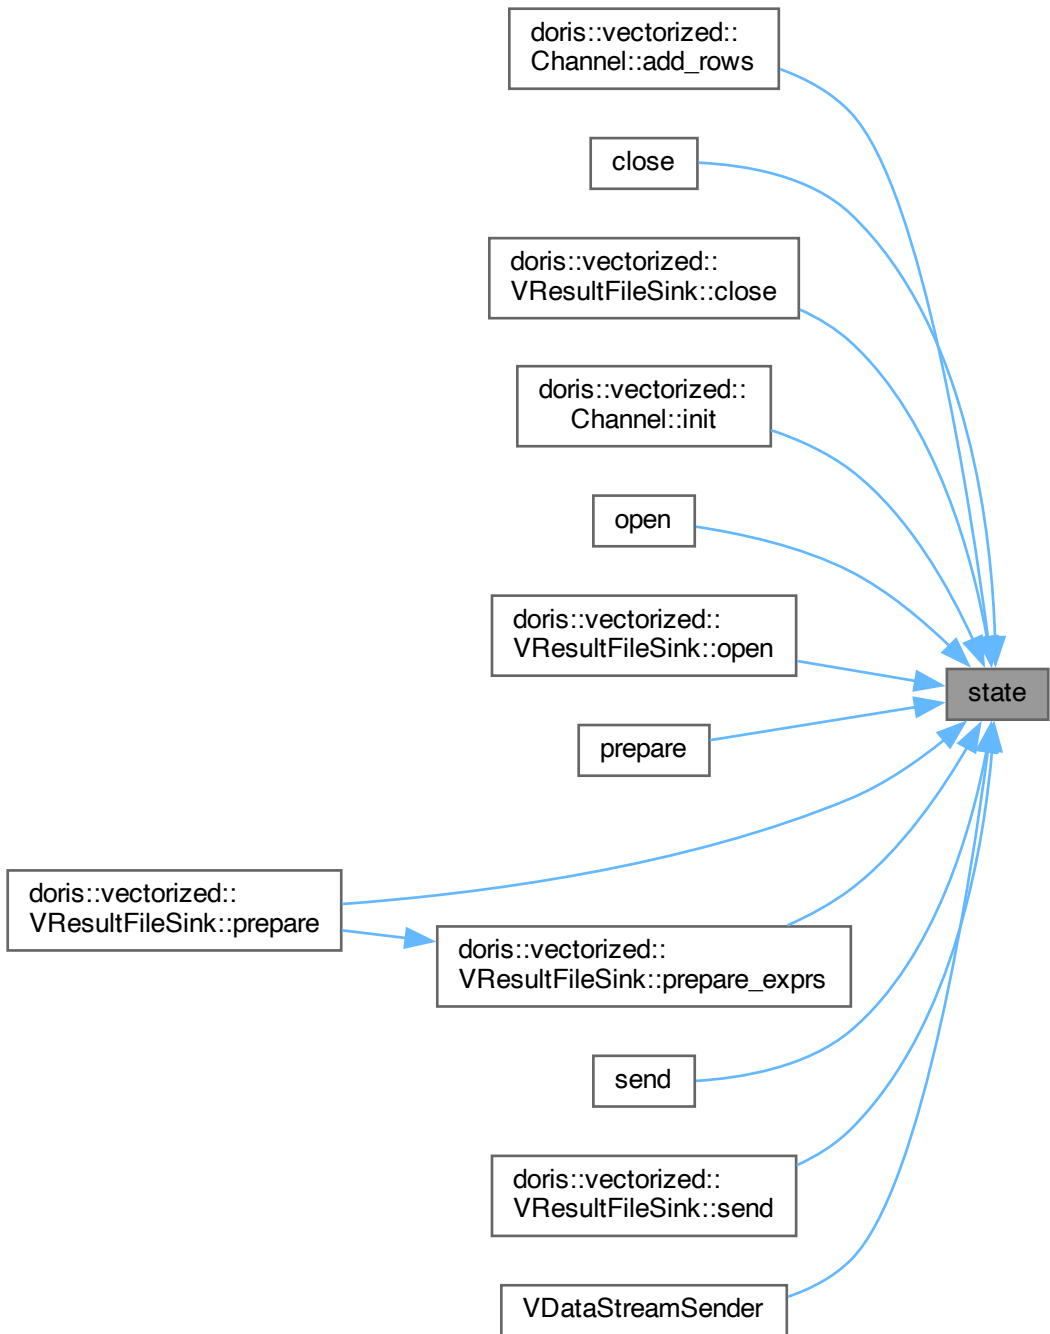 doris::vectorized::
Channel::add_rows
close
doris::vectorized::
VResultFileSink::close
doris::vectorized::
Channel::init
open
doris::vectorized::
VResultFileSink::open
state
prepare
doris::vectorized::
VResultFileSink::prepare
doris::vectorized::
VResultFileSink::prepare_exprs
send
doris::vectorized::
VResultFileSink::send
VDataStreamSender